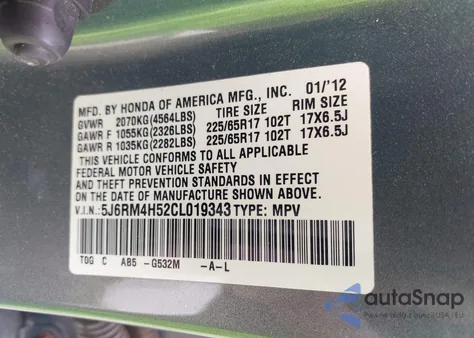 MFD. BY HONDA OF AMERICA MFG., INC. 01/'12
GVWR 2070KG(4564LBS) TIRE SIZE RIM SIZE
GAWR F 1055KG(2326LBS) 225/65R17 102T 17X6.5J
GAWR R 1035KG(2282LBS) 225/65R17 102T 17X6.5J
THIS VEHICLE CONFORMS TO ALL APPLICABLE
FEDERAL MOTOR VEHICLE SAFETY
AND THEFT PREVENTION STANDARDS IN EFFECT
ON THE DATE OF MANUFACTURE SHOWN ABOVE.
V.I.N.:5J6RM4H52CL019343 TYPE: MPV
T0G C AB5 -G532M -A-L
autoSnap